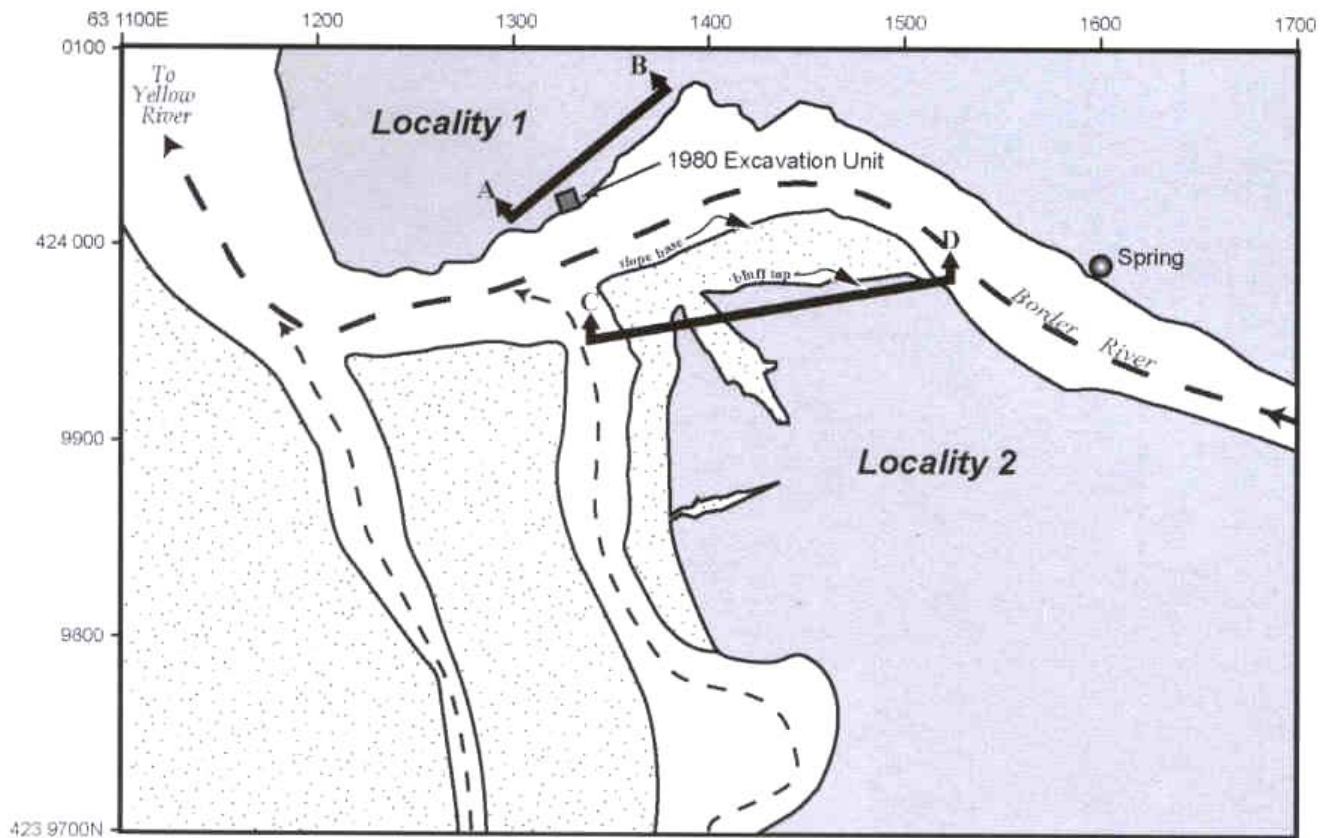 63 1100E 1200 1300 1400 1500 1600 1700
0100
To
Yellow
River
B
Locality 1
1980 Excavation Unit
A
424 000
slope base
D
Spring
bluff top
C
Border
River
9900
Locality 2
9800
423 9700N